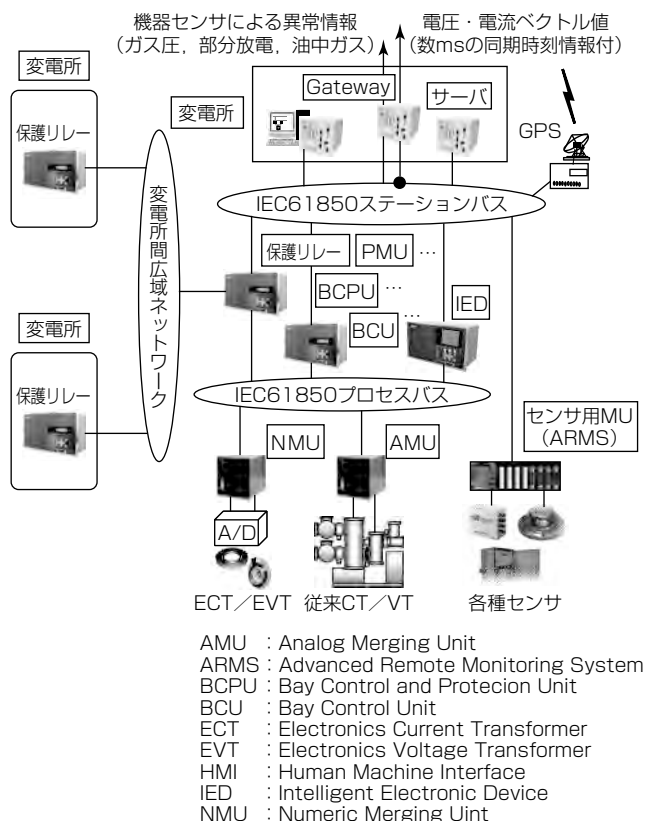 機器センサによる異常情報
（ガス圧，部分放電，油中ガス）
電圧・電流ベクトル値
（数msの同期時刻情報付）
変電所
保護リレー
変電所
Gateway
サーバ
GPS
IEC61850ステーションバス
変電所間広域ネットワーク
保護リレー
PMU …
BCPU …
BCU …
IED
変電所
保護リレー
IEC61850プロセスバス
NMU
AMU
センサ用MU
（ARMS）
A/D
ECT／EVT
従来CT／VT
各種センサ
AMU : Analog Merging Unit
ARMS : Advanced Remote Monitoring System
BCPU : Bay Control and Protecion Unit
BCU : Bay Control Unit
ECT : Electronics Current Transformer
EVT : Electronics Voltage Transformer
HMI : Human Machine Interface
IED : Intelligent Electronic Device
NMU : Numeric Merging Uint